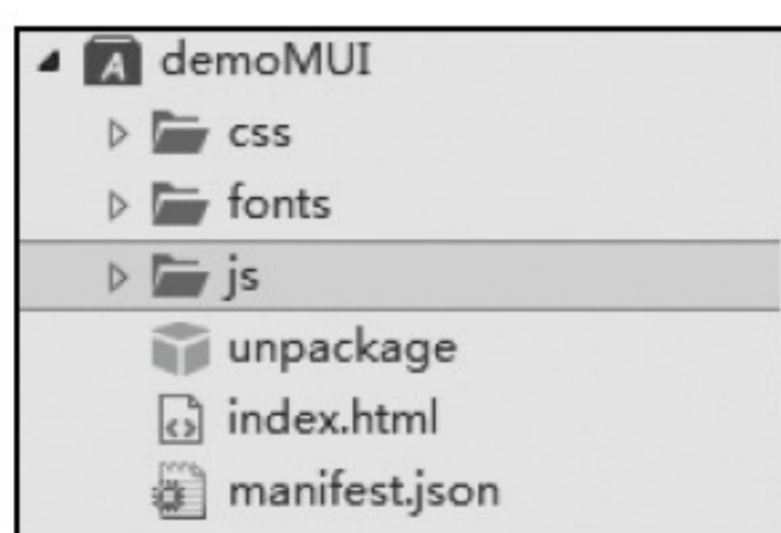 demoMUI
css
fonts
js
unpackage
index.html
manifest.json